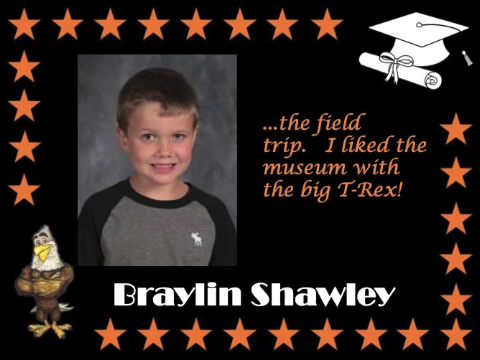 ...the field
trip.   I liked the
museum with
the big T-Rex!
Braylin Shawley